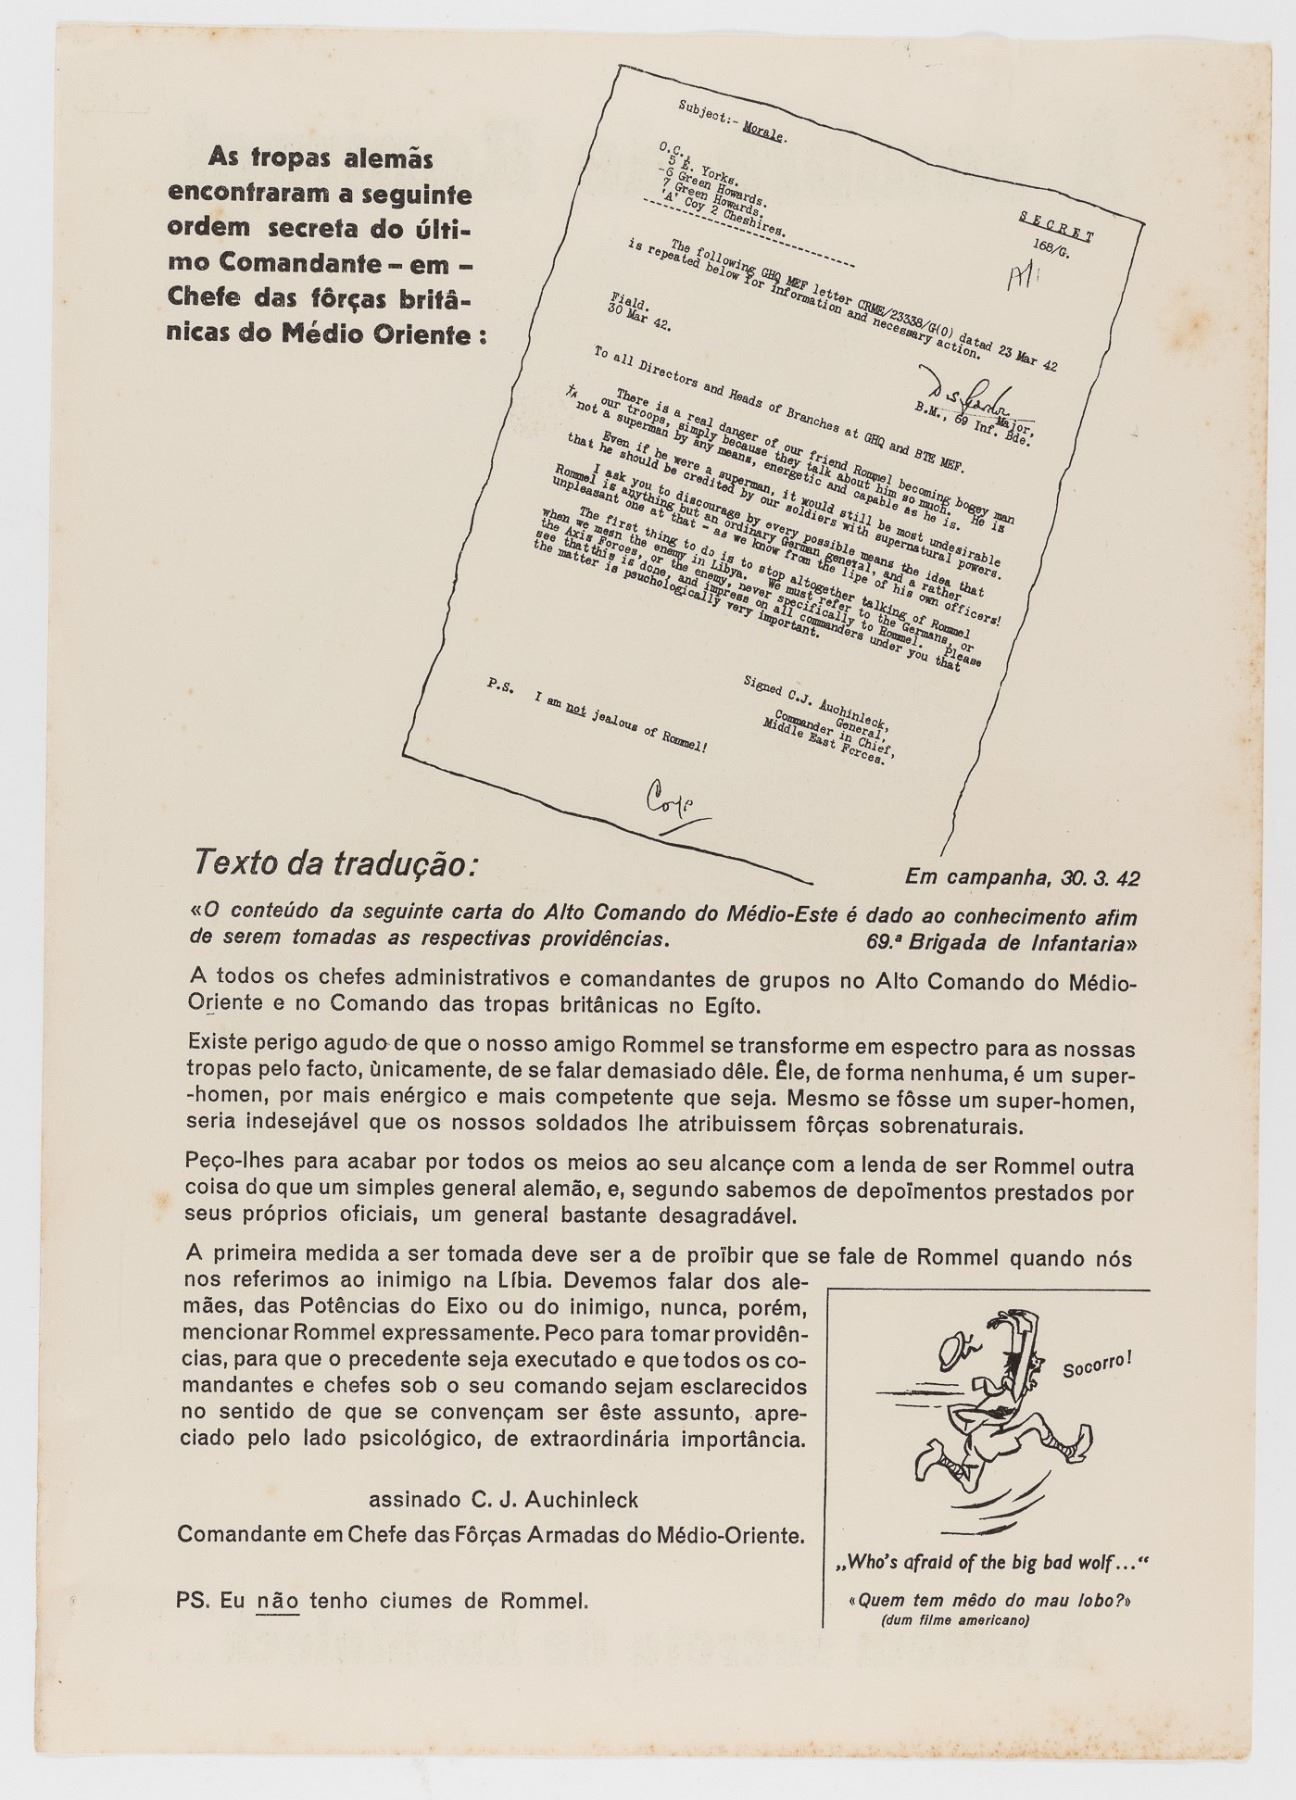 As tropas alemãs
encontraram a seguinte
ordem secreta do últi-
mo Comandante – em –
Chefe das fôrças britâ-
nicas do Médio Oriente :
Subject:- Morale.
SECRET
168/G.
O.C.,
5 E. Yorks.
6 Green Howards.
7 Green Howards.
'A' Coy 2 Cheshires.
--------------------
The following GHQ MEF letter CRME/23338/G(O) datad 23 Mar 42
is repeated below for information and necessary action.
Fiald.
30 Mar 42.
Major,
B.M., 69 Inf. Bde.
To all Directors and Heads of Branches at GHQ and BTE MEF.
There is a real danger of our friend Rommel becoming bogey man
our troops, simply because they talk about him so much. He is
not a superman by any means, energetic and capable as he is.
Even if he were a superman, it would still be most undesirable
that he should be credited by our soldiers with supernatural powers.
I ask you to discourage by every possible means the idea that
Rommel is anything but an ordinary German general, and a rather
unpleasant one at that - as we know from the lipe of his own officers!
The first thing to do is to stop altogether talking of Rommel
when we mesn the enemy in Libya. We must refer to the Germans, or
the Axis Forces, or the enemy, never specifically to Rommel. Please
see thatthis is done, and impress on all commanders under you that
the matter is psuchologically very important.
Signed C.J. Auchinleck,
General,
Commander in Chief,
Middle East Forces.
P.S. I am not jealous of Rommel!
Copy
Texto da tradução:
Em campanha, 30. 3. 42
«O conteúdo da seguinte carta do Alto Comando do Médio-Este é dado ao conhecimento afim
de serem tomadas as respectivas providências. 69.ª Brigada de Infantaria»
A todos os chefes administrativos e comandantes de grupos no Alto Comando do Médio-
Oriente e no Comando das tropas britânicas no Egíto.
Existe perigo agudo de que o nosso amigo Rommel se transforme em espectro para as nossas
tropas pelo facto, ùnicamente, de se falar demasiado dêle. Êle, de forma nenhuma, é um super-
-homen, por mais enérgico e mais competente que seja. Mesmo se fôsse um super-homen,
seria indesejável que os nossos soldados lhe atribuissem fôrças sobrenaturais.
Peço-lhes para acabar por todos os meios ao seu alcançe com a lenda de ser Rommel outra
coisa do que um simples general alemão, e, segundo sabemos de depoïmentos prestados por
seus próprios oficiais, um general bastante desagradável.
A primeira medida a ser tomada deve ser a de proïbir que se fale de Rommel quando nós
nos referimos ao inimigo na Líbia. Devemos falar dos ale-
mães, das Potências do Eixo ou do inimigo, nunca, porém,
mencionar Rommel expressamente. Peco para tomar providên-
cias, para que o precedente seja executado e que todos os co-
mandantes e chefes sob o seu comando sejam esclarecidos
no sentido de que se convençam ser êste assunto, apre-
ciado pelo lado psicológico, de extraordinária importância.
assinado C. J. Auchinleck
Comandante em Chefe das Fôrças Armadas do Médio-Oriente.
PS. Eu não tenho ciumes de Rommel.
Socorro!
„Who's afraid of the big bad wolf...“
«Quem tem mêdo do mau lobo?»
(dum filme americano)